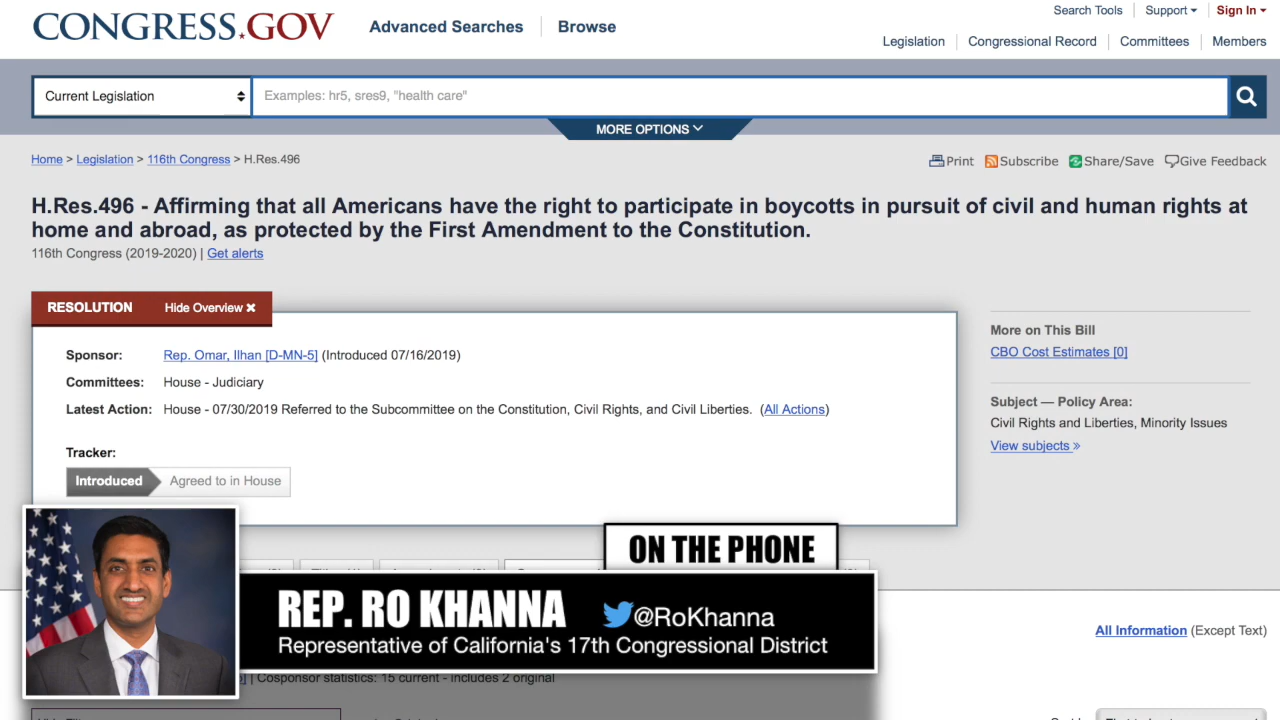 CONGRESS.GOV
Advanced Searches
Browse
Search Tools
Support
Sign In
Legislation
Congressional Record
Committees
Members
Current Legislation
Examples: hr5, sres9, "health care"
MORE OPTIONS
Home > Legislation > 116th Congress > H.Res.496
Print
Subscribe
Share/Save
Give Feedback
H.Res.496 - Affirming that all Americans have the right to participate in boycotts in pursuit of civil and human rights at
home and abroad, as protected by the First Amendment to the Constitution.
116th Congress (2019-2020) | Get alerts
RESOLUTION
Hide Overview ×
Sponsor: Rep. Omar, Ilhan [D-MN-5] (Introduced 07/16/2019)
Committees: House - Judiciary
Latest Action: House - 07/30/2019 Referred to the Subcommittee on the Constitution, Civil Rights, and Civil Liberties. (All Actions)
Tracker:
Introduced
Agreed to in House
More on This Bill
CBO Cost Estimates [0]
Subject — Policy Area:
Civil Rights and Liberties, Minority Issues
View subjects »
ON THE PHONE
REP. RO KHANNA
@RoKhanna
Representative of California's 17th Congressional District
All Information (Except Text)
| Cosponsor statistics: 15 current - includes 2 original